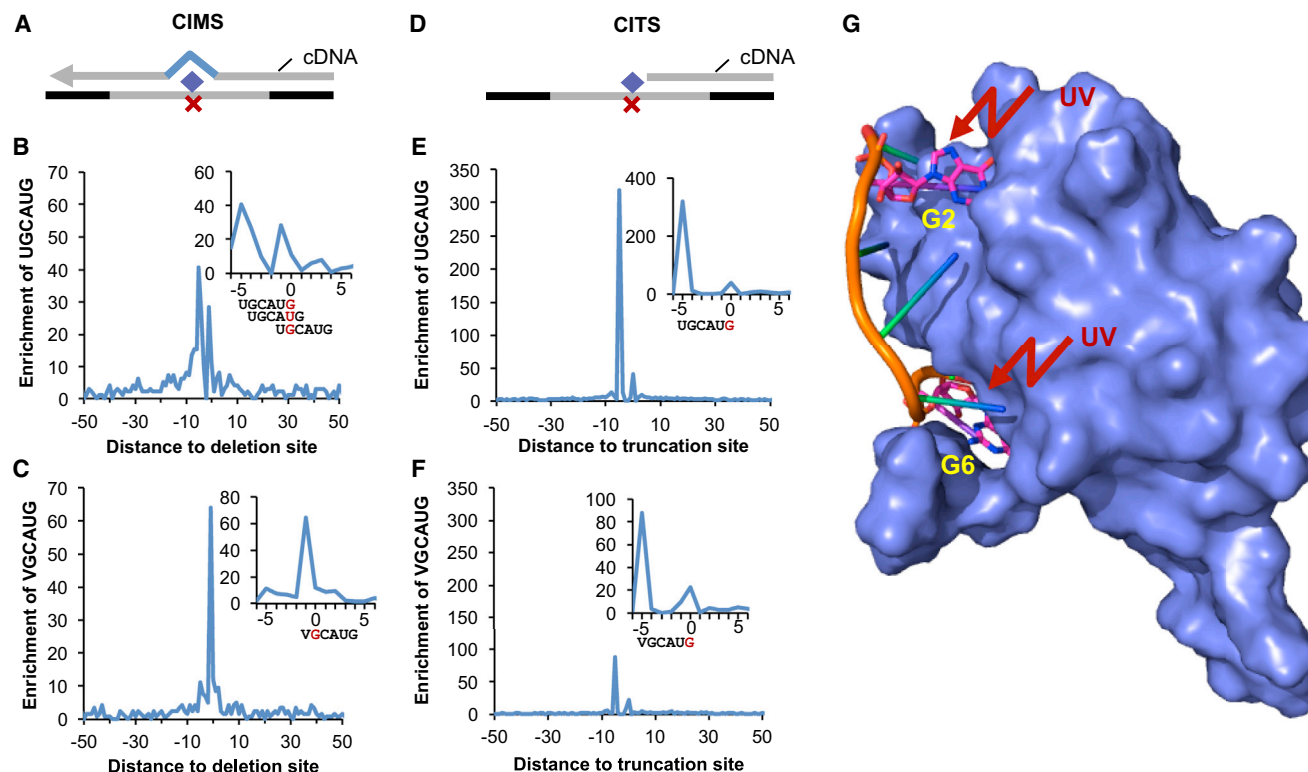 A
CIMS
cDNA
B
Enrichment of UGCAUG
70
60
50
40
30
20
10
0
-50 -30 -10 10 30 50
Distance to deletion site
60
40
20
0
-5 0 5
UGCAUG
UGCAUG
UGCAUG
C
Enrichment of VGCAUG
70
60
50
40
30
20
10
0
-50 -30 -10 10 30 50
Distance to deletion site
80
60
40
20
0
-5 0 5
VGCAUG
D
CITS
cDNA
E
Enrichment of UGCAUG
350
300
250
200
150
100
50
0
-50 -30 -10 10 30 50
Distance to truncation site
400
200
0
-5 0 5
UGCAUG
F
Enrichment of VGCAUG
350
300
250
200
150
100
50
0
-50 -30 -10 10 30 50
Distance to truncation site
100
80
60
40
20
0
-5 0 5
VGCAUG
G
UV
G2
UV
G6